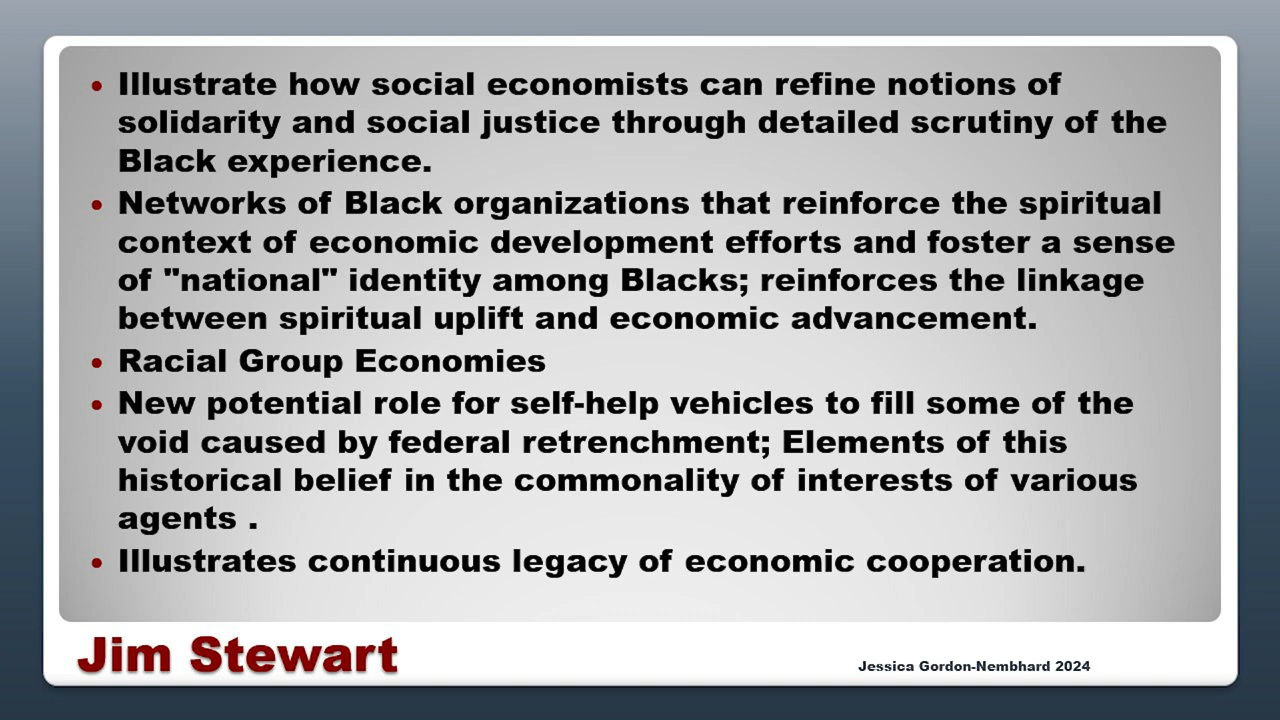 • Illustrate how social economists can refine notions of
solidarity and social justice through detailed scrutiny of the
Black experience.
• Networks of Black organizations that reinforce the spiritual
context of economic development efforts and foster a sense
of "national" identity among Blacks; reinforces the linkage
between spiritual uplift and economic advancement.
• Racial Group Economies
• New potential role for self-help vehicles to fill some of the
void caused by federal retrenchment; Elements of this
historical belief in the commonality of interests of various
agents .
• Illustrates continuous legacy of economic cooperation.
Jim Stewart
Jessica Gordon-Nembhard 2024